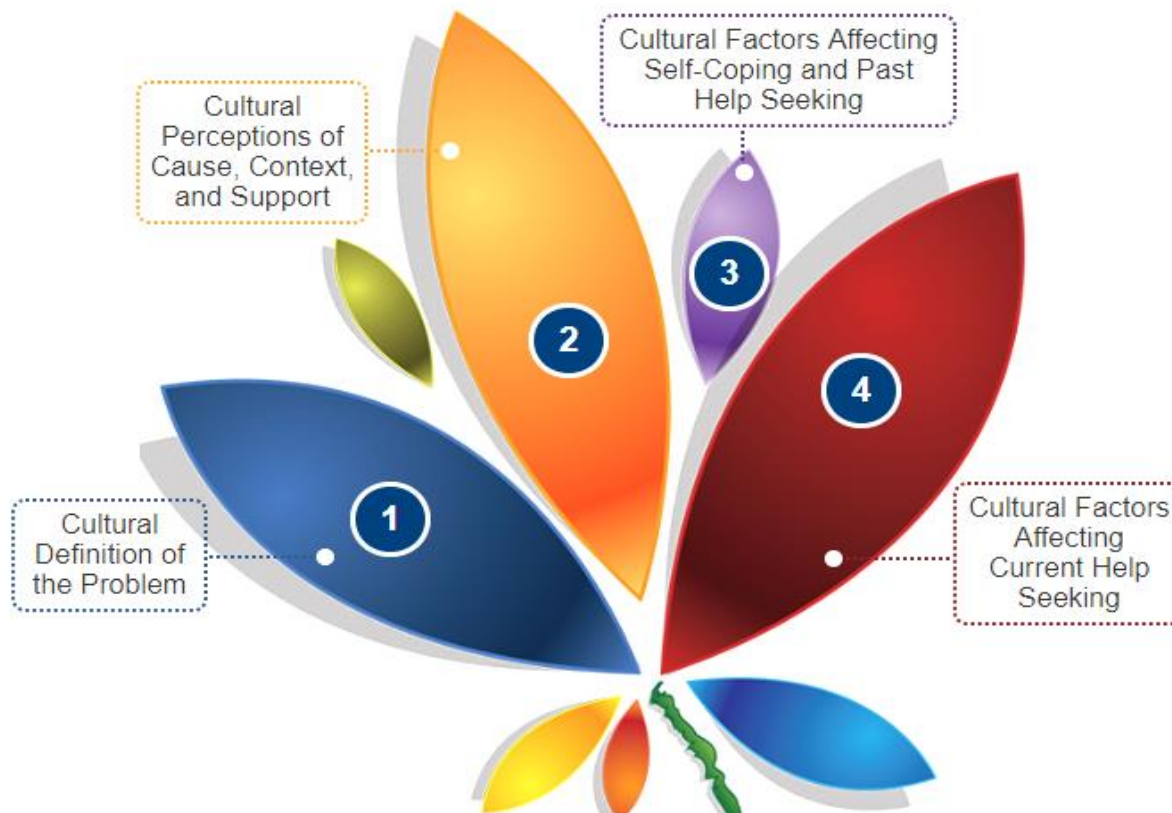 Cultural
Definition of
the Problem
1
Cultural
Perceptions of
Cause, Context,
and Support
2
Cultural Factors Affecting
Self-Coping and Past
Help Seeking
3
4
Cultural Factors
Affecting
Current Help
Seeking